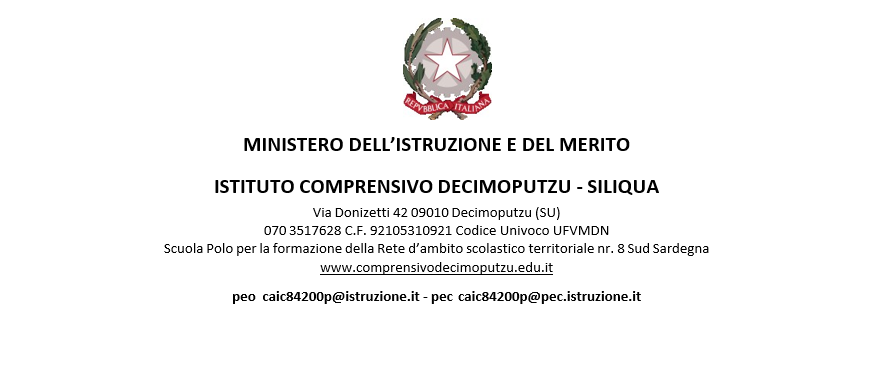 REPVBBLICA ITALIANA
MINISTERO DELL’ISTRUZIONE E DEL MERITO
ISTITUTO COMPRENSIVO DECIMOPUTZU - SILIQUA
Via Donizetti 42 09010 Decimoputzu (SU)
070 3517628 C.F. 92105310921 Codice Univoco UFVMDN
Scuola Polo per la formazione della Rete d’ambito scolastico territoriale nr. 8 Sud Sardegna
www.comprensivodecimoputzu.edu.it
peo caic84200p@istruzione.it - pec caic84200p@pec.istruzione.it